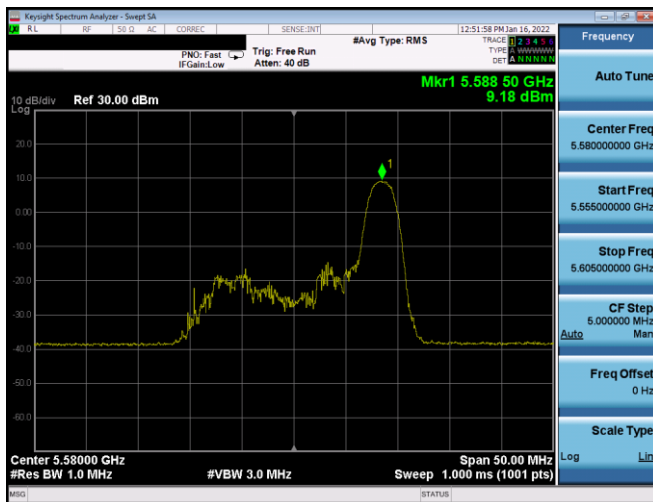 Keysight Spectrum Analyzer - Swept SA
RL RF 50 Ω AC CORREC SENSE:INT 12:51:58 PM Jan 16, 2022
#Avg Type: RMS
TRACE 1 2 3 4 5 6
TYPE A WWWWW
DET A N N N N N
PNO: Fast
IFGain:Low
Trig: Free Run
Atten: 40 dB
Mkr1 5.588 50 GHz
9.18 dBm
10 dB/div
Log
Ref 30.00 dBm
1
20.0
10.0
0.00
-10.0
-20.0
-30.0
-40.0
-50.0
-60.0
Center 5.58000 GHz
Span 50.00 MHz
#Res BW 1.0 MHz
#VBW 3.0 MHz
Sweep 1.000 ms (1001 pts)
MSG
STATUS
Frequency
Auto Tune
Center Freq
5.580000000 GHz
Start Freq
5.555000000 GHz
Stop Freq
5.605000000 GHz
CF Step
5.000000 MHz
Auto Man
Freq Offset
0 Hz
Scale Type
Log Lin